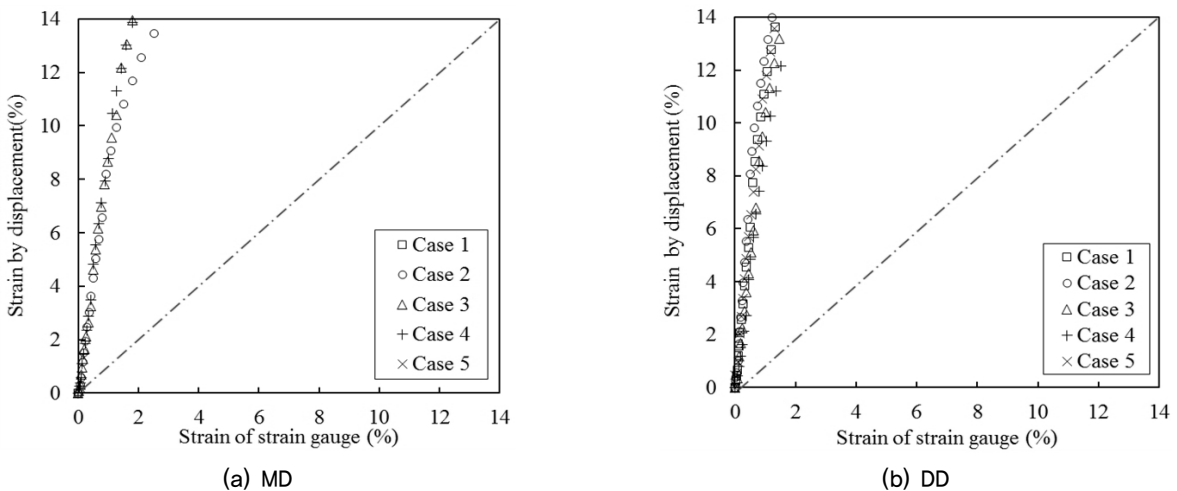 Strain by displacement(%)
14
12
10
8
6
4
2
0
0 2 4 6 8 10 12 14
Strain of strain gauge (%)
Case 1
Case 2
Case 3
Case 4
Case 5
(a) MD
Strain by displacement (%)
14
12
10
8
6
4
2
0
0 2 4 6 8 10 12 14
Strain of strain gauge (%)
Case 1
Case 2
Case 3
Case 4
Case 5
(b) DD